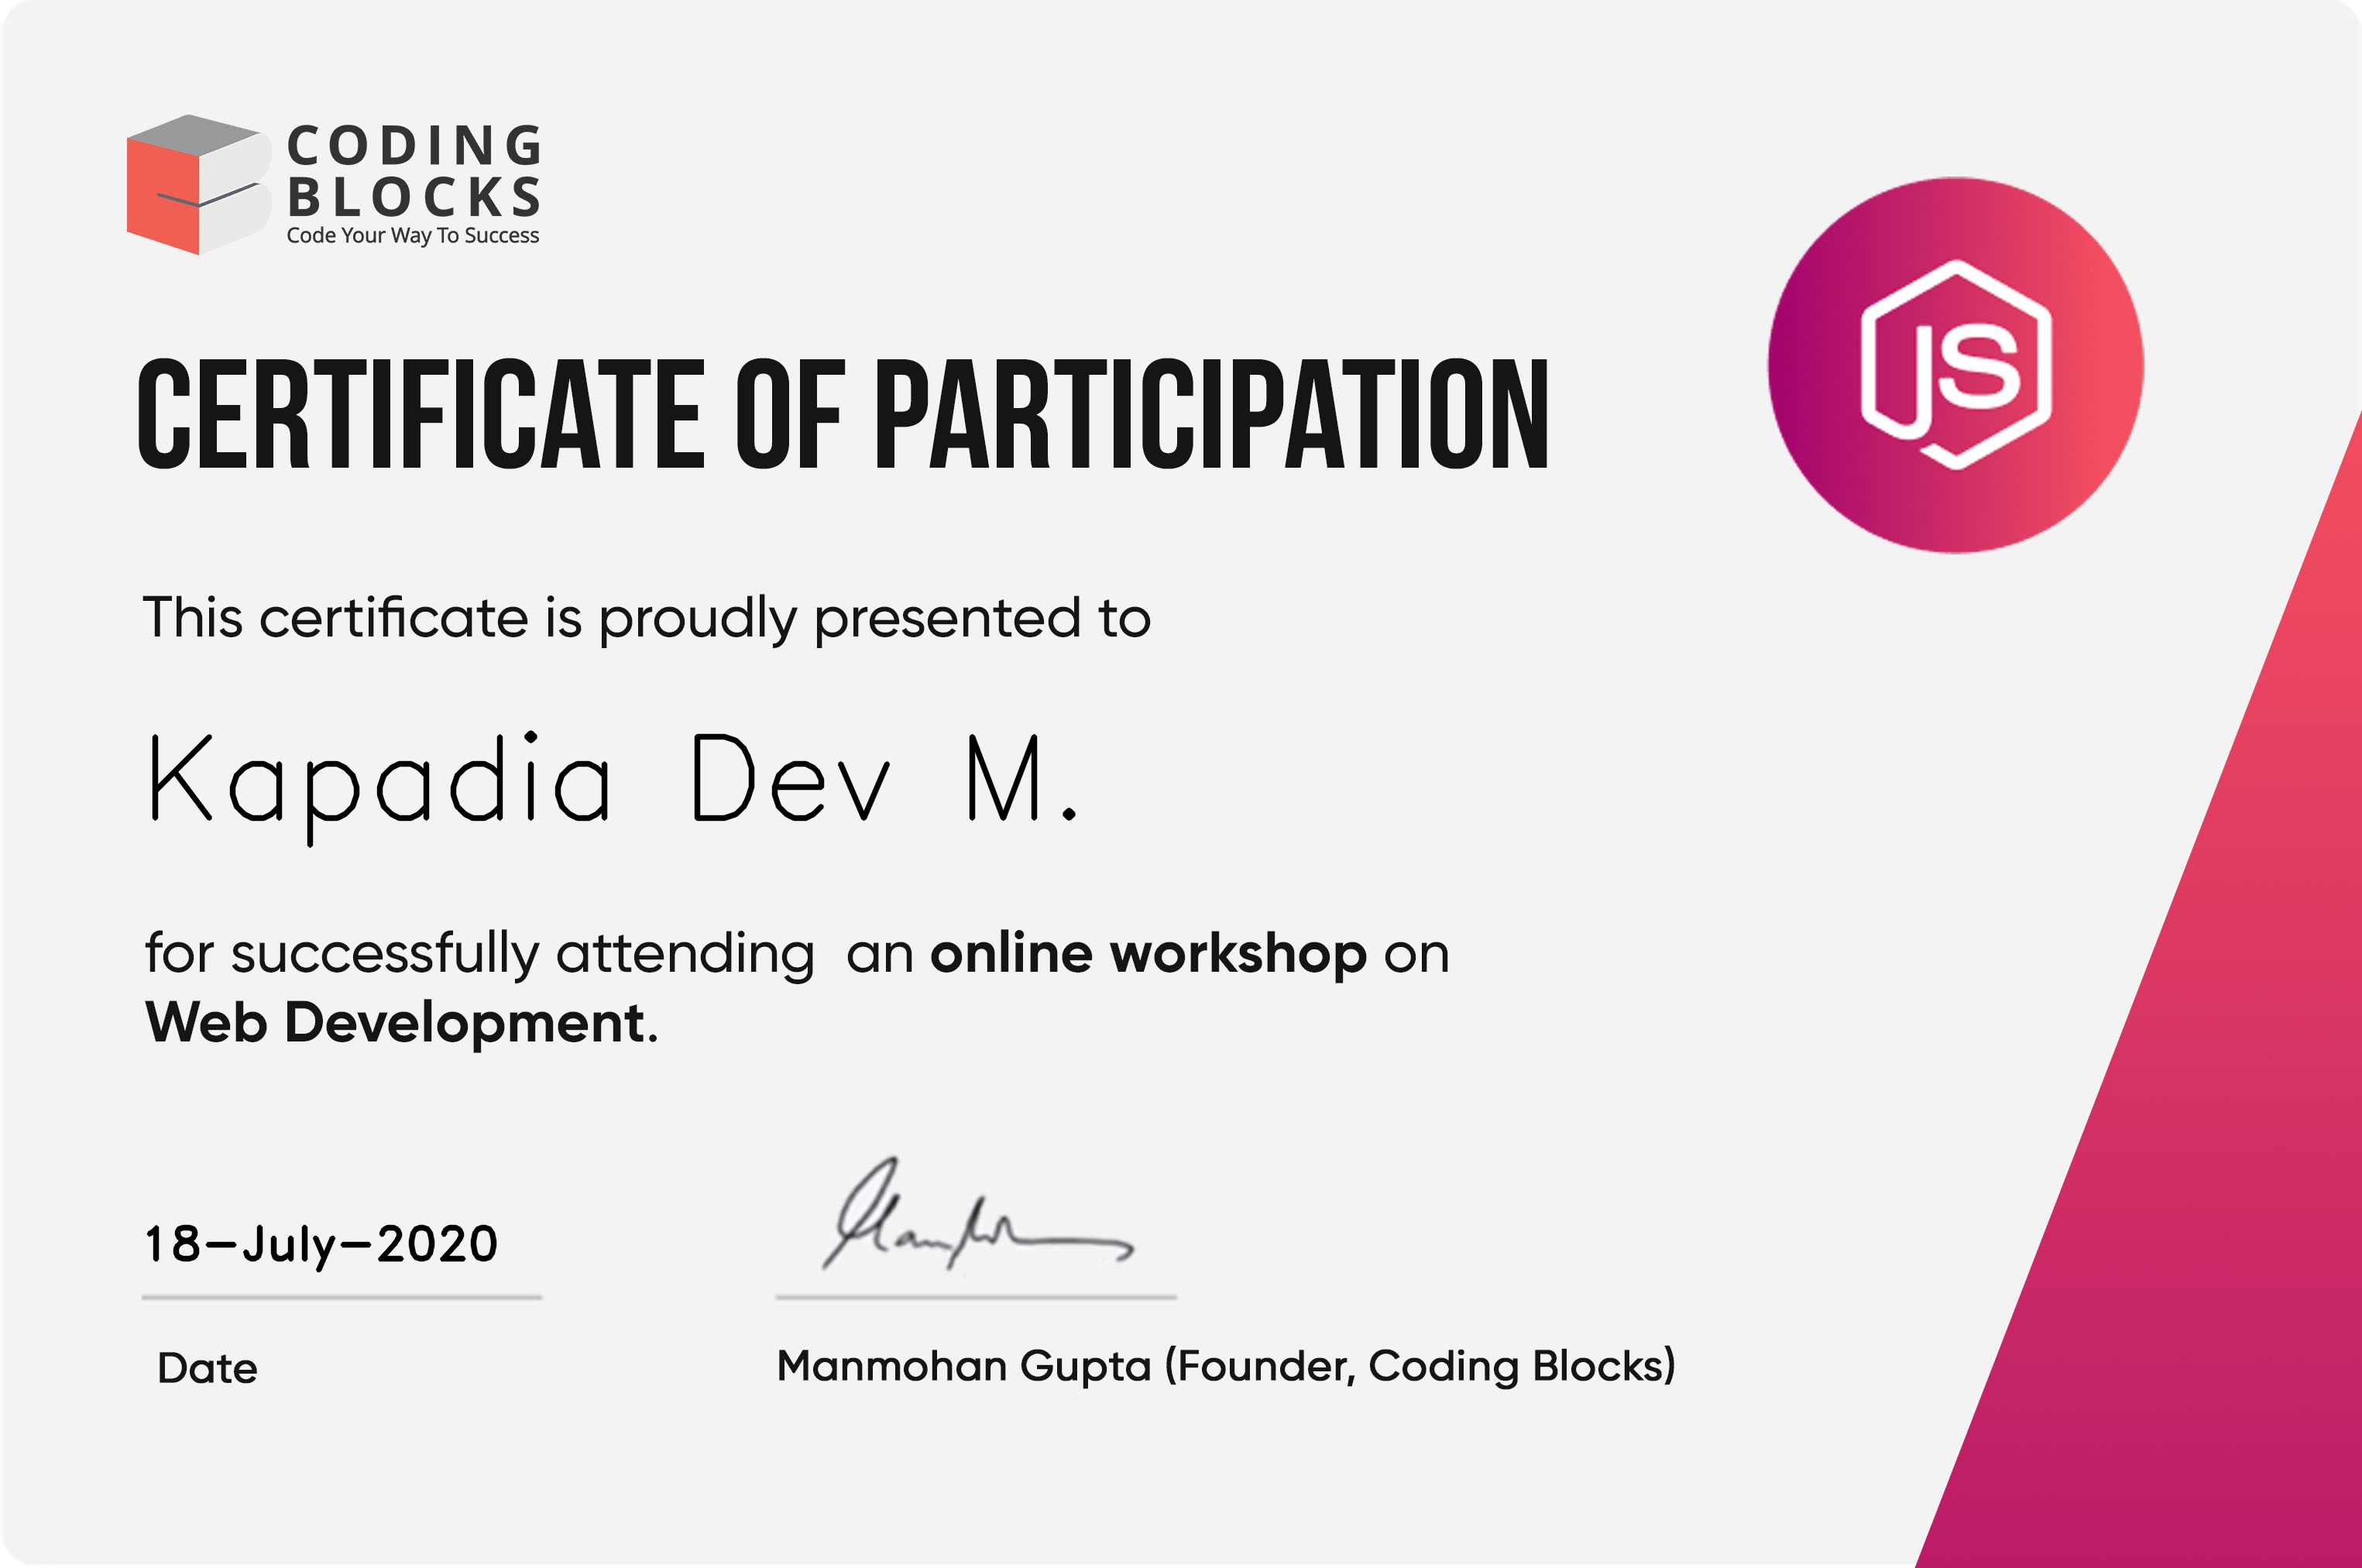 CODING
BLOCKS
Code Your Way To Success
JS
CERTIFICATE OF PARTICIPATION
This certificate is proudly presented to
Kapadia Dev M.
for successfully attending an online workshop on
Web Development.
18-July-2020
Date
Manmohan Gupta (Founder, Coding Blocks)